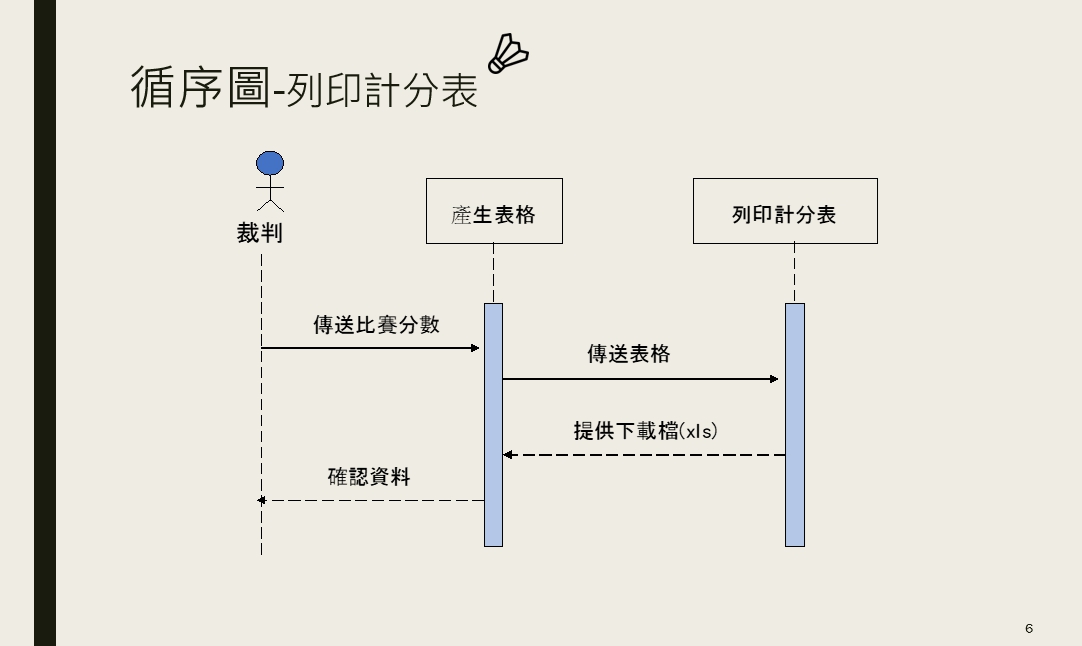 循序圖-列印計分表
裁判
產生表格
列印計分表
傳送比賽分數
傳送表格
提供下載檔(xls)
確認資料
6